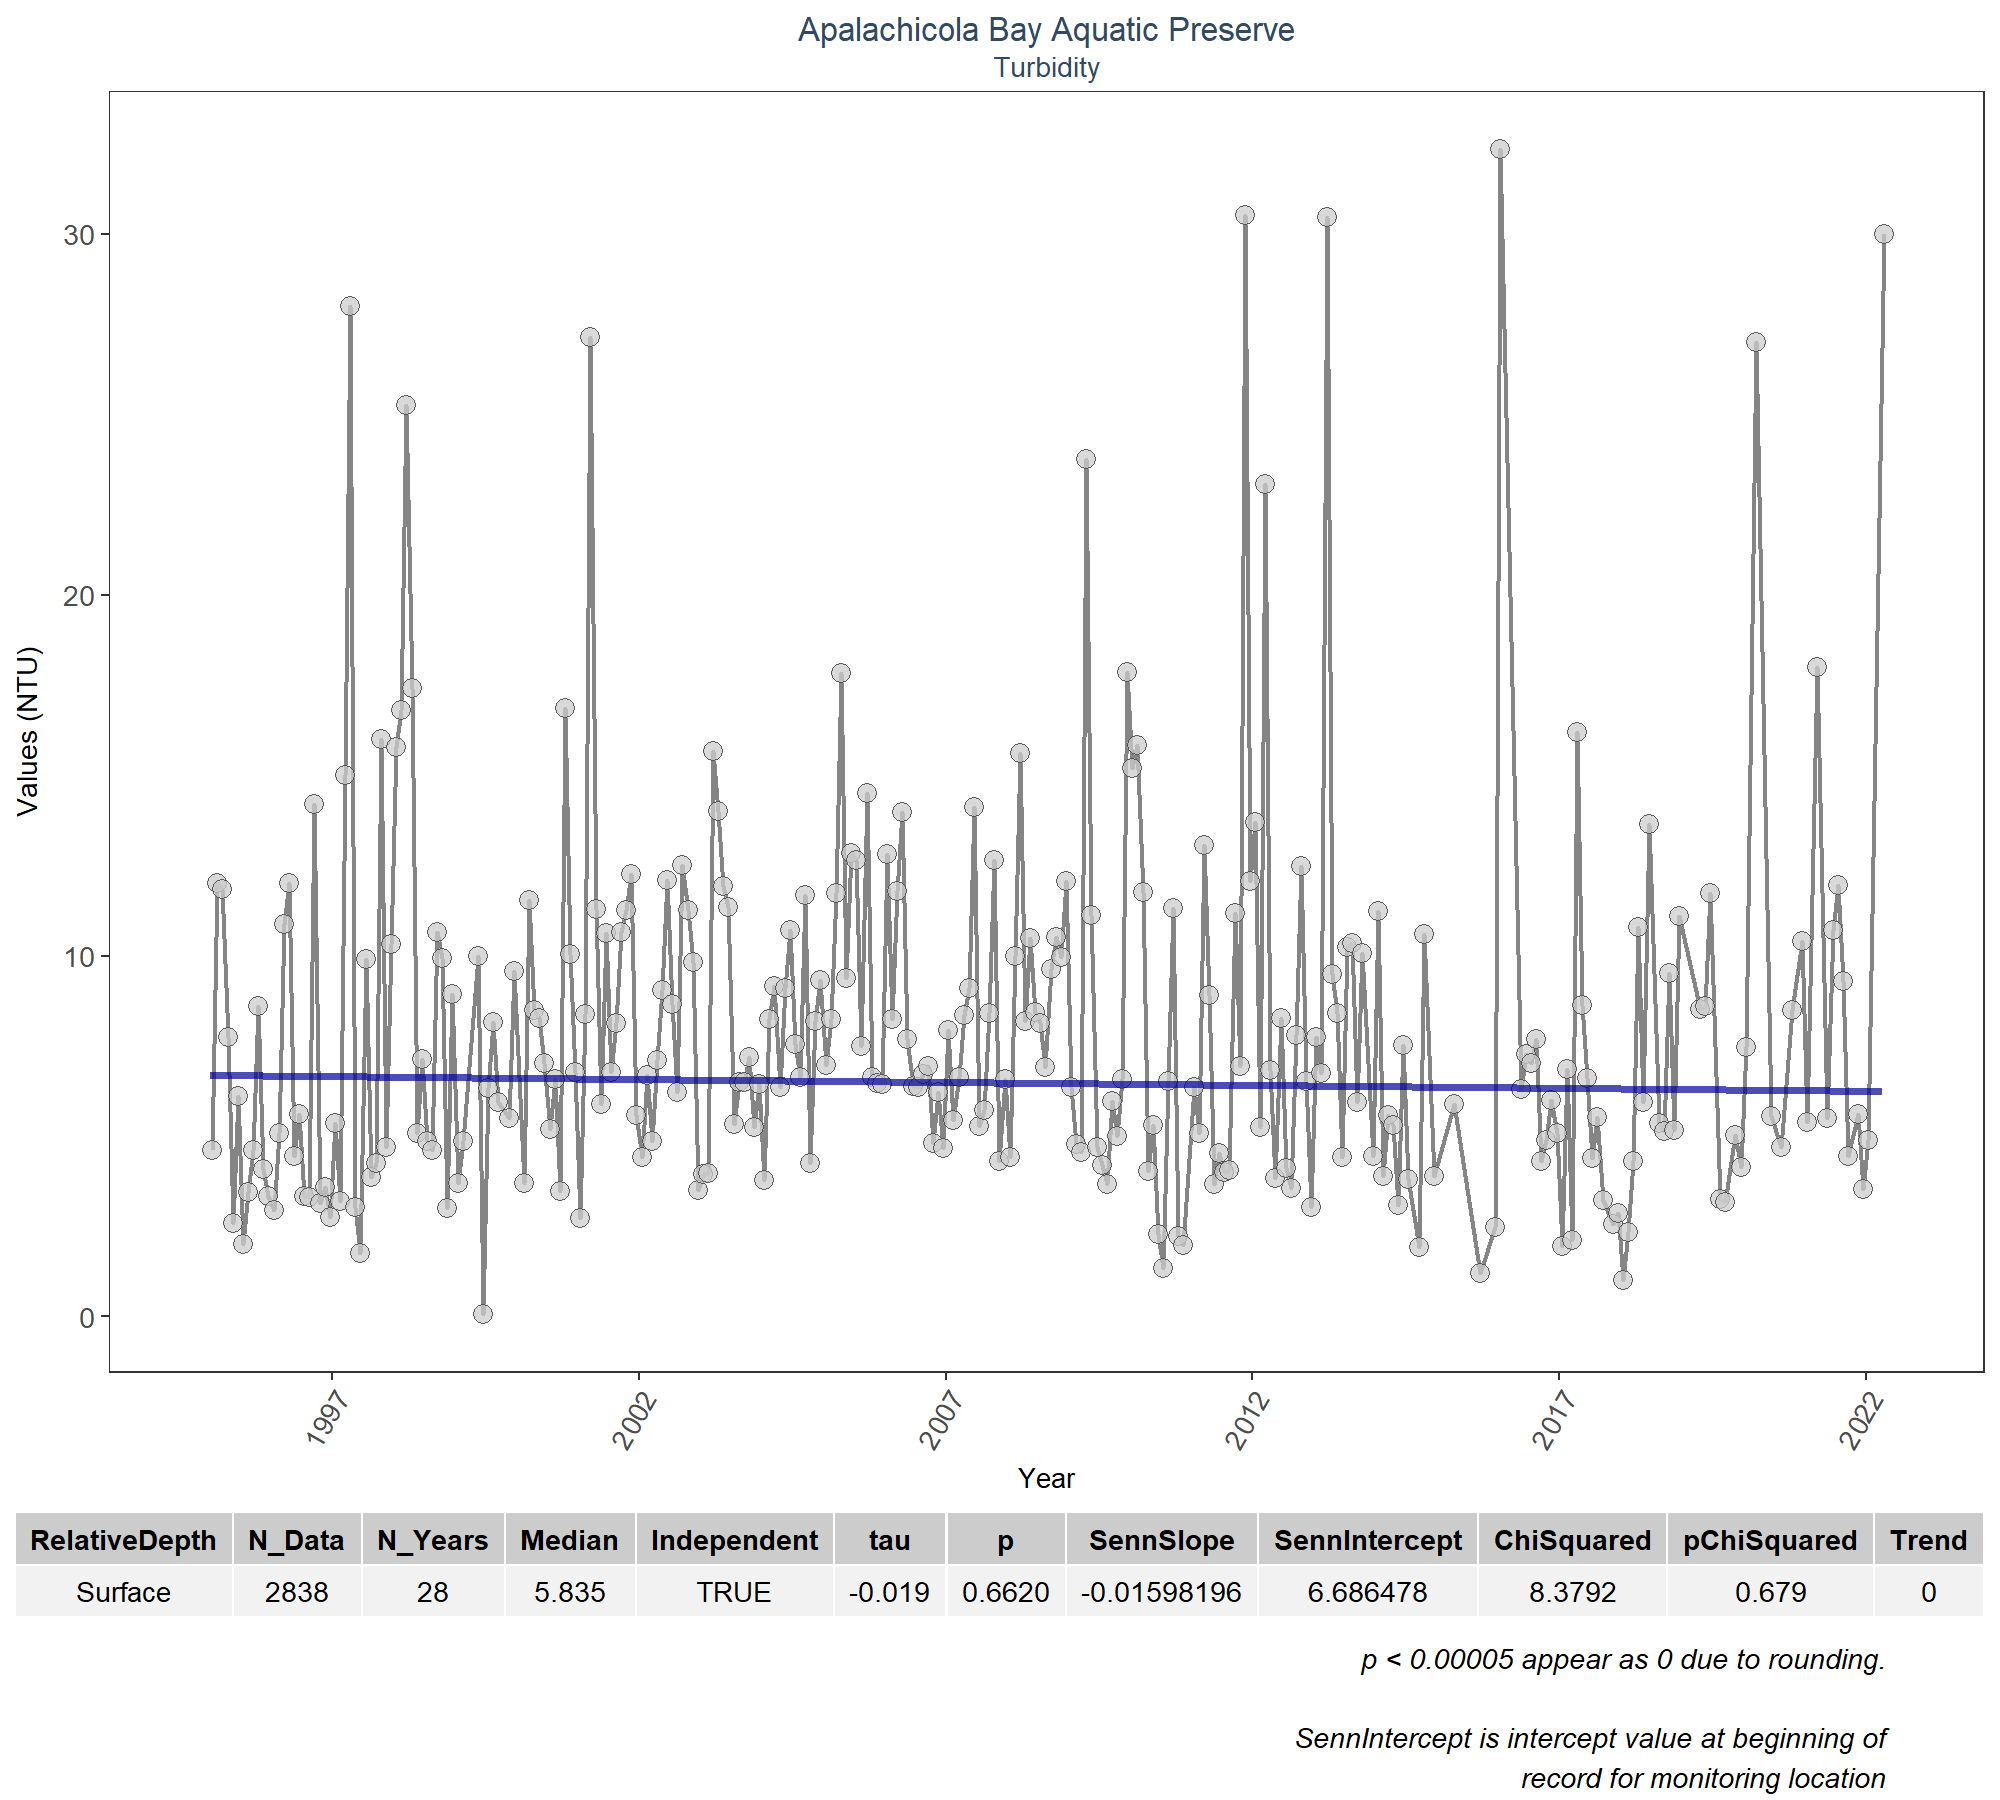 Apalachicola Bay Aquatic Preserve
Turbidity
Values (NTU)
30
20
10
0
1997 2002 2007 2012 2017 2022
Year
RelativeDepth N_Data N_Years Median Independent tau p SennSlope SennIntercept ChiSquared pChiSquared Trend
Surface 2838 28 5.835 TRUE -0.019 0.6620 -0.01598196 6.686478 8.3792 0.679 0
p < 0.00005 appear as 0 due to rounding.
SennIntercept is intercept value at beginning of
record for monitoring location